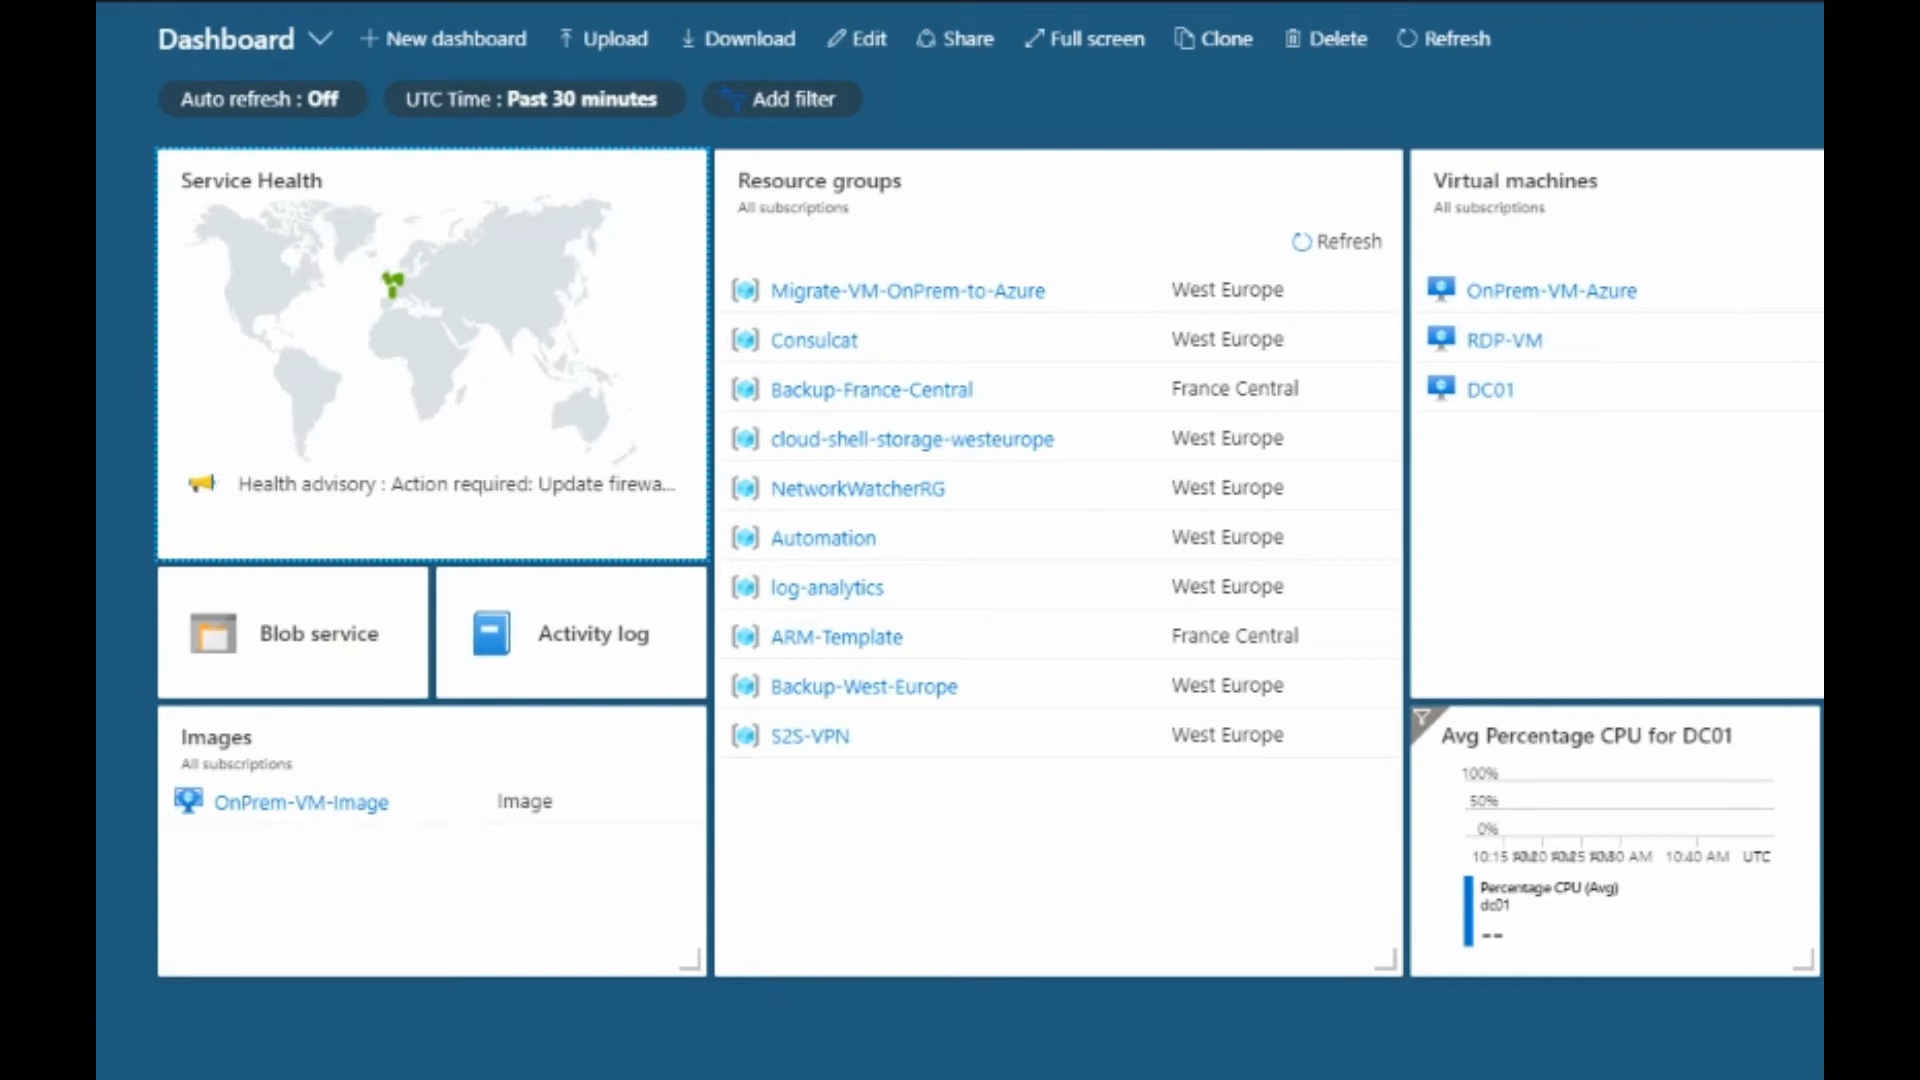 Dashboard
New dashboard
Upload
Download
Edit
Share
Full screen
Clone
Delete
Refresh
Auto refresh : Off
UTC Time : Past 30 minutes
Add filter
Service Health
Health advisory : Action required: Update firewa...
Blob service
Activity log
Images
All subscriptions
OnPrem-VM-Image Image
Resource groups
All subscriptions
Refresh
Migrate-VM-OnPrem-to-Azure West Europe
Consulcat West Europe
Backup-France-Central France Central
cloud-shell-storage-westeurope West Europe
NetworkWatcherRG West Europe
Automation West Europe
log-analytics West Europe
ARM-Template France Central
Backup-West-Europe West Europe
S2S-VPN West Europe
Virtual machines
All subscriptions
OnPrem-VM-Azure
RDP-VM
DC01
Avg Percentage CPU for DC01
100%
50%
0%
10:15 10:40 AM UTC
Percentage CPU (Avg)
dc01
--